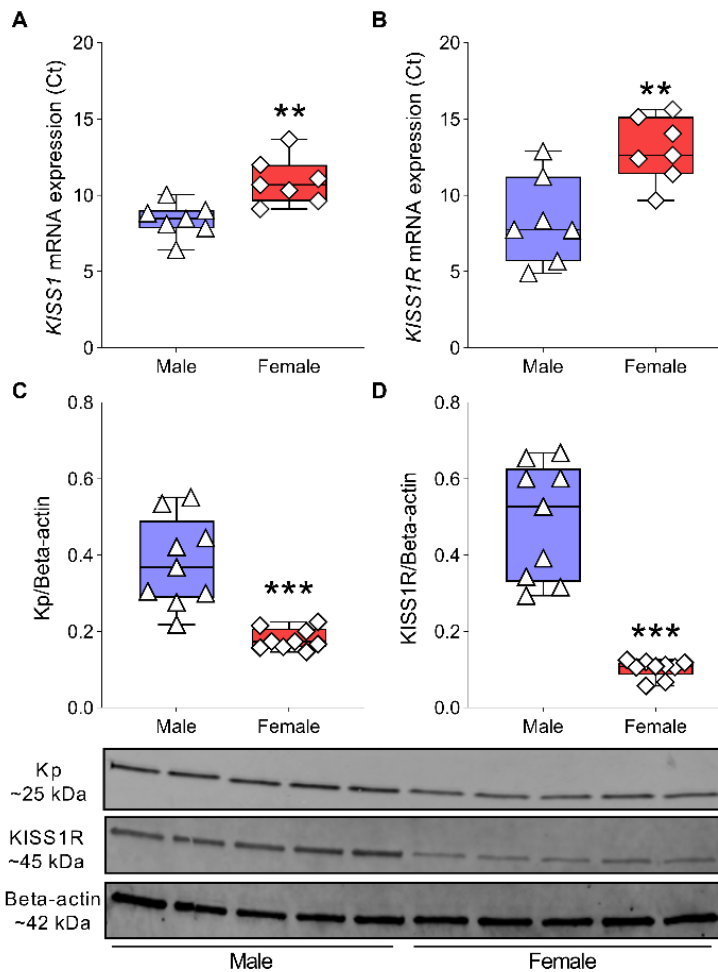 A
KISS1 mRNA expression (Ct)
20
15
10
5
0
**
Male Female
B
KISS1R mRNA expression (Ct)
20
15
10
5
0
**
Male Female
C
Kp/Beta-actin
0.8
0.6
0.4
0.2
0.0
***
Male Female
D
KISS1R/Beta-actin
0.8
0.6
0.4
0.2
0.0
***
Male Female
Kp
~25 kDa
KISS1R
~45 kDa
Beta-actin
~42 kDa
Male Female